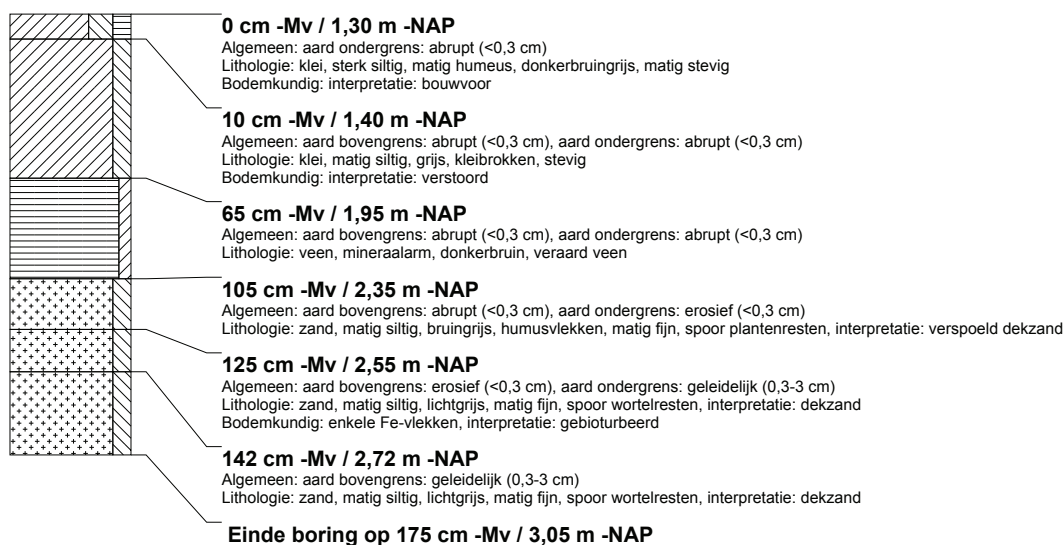 0 cm -Mv / 1,30 m -NAP
Algemeen: aard ondergrens: abrupt (<0,3 cm)
Lithologie: klei, sterk siltig, matig humeus, donkerbruingrijs, matig stevig
Bodemkundig: interpretatie: bouwvoor
10 cm -Mv / 1,40 m -NAP
Algemeen: aard bovengrens: abrupt (<0,3 cm), aard ondergrens: abrupt (<0,3 cm)
Lithologie: klei, matig siltig, grijs, kleibrokken, stevig
Bodemkundig: interpretatie: verstoord
65 cm -Mv / 1,95 m -NAP
Algemeen: aard bovengrens: abrupt (<0,3 cm), aard ondergrens: abrupt (<0,3 cm)
Lithologie: veen, mineraalarm, donkerbruin, veraard veen
105 cm -Mv / 2,35 m -NAP
Algemeen: aard bovengrens: abrupt (<0,3 cm), aard ondergrens: erosief (<0,3 cm)
Lithologie: zand, matig siltig, bruingrijs, humusvlekken, matig fijn, spoor plantenresten, interpretatie: verspoeld dekzand
125 cm -Mv / 2,55 m -NAP
Algemeen: aard bovengrens: erosief (<0,3 cm), aard ondergrens: geleidelijk (0,3-3 cm)
Lithologie: zand, matig siltig, lichtgrijs, matig fijn, spoor wortelresten, interpretatie: dekzand
Bodemkundig: enkele Fe-vlekken, interpretatie: gebioturbeerd
142 cm -Mv / 2,72 m -NAP
Algemeen: aard bovengrens: geleidelijk (0,3-3 cm)
Lithologie: zand, matig siltig, lichtgrijs, matig fijn, spoor wortelresten, interpretatie: dekzand
Einde boring op 175 cm -Mv / 3,05 m -NAP